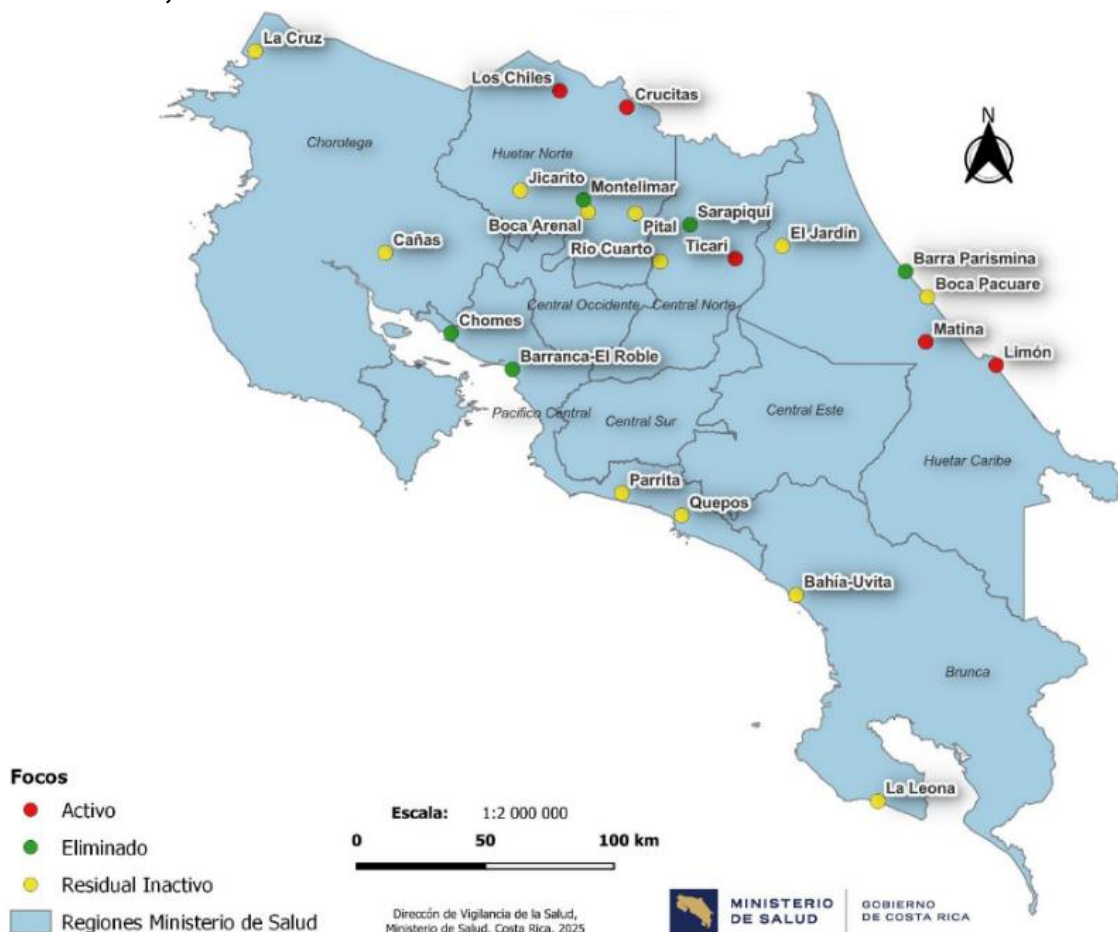 La Cruz
Los Chiles
Crucitas
N
Chorotega
Huetar Norte
Jicarito
Montelimar
Boca Arenal
Pital
Sarapiquí
Cañas
Río Cuarto
Ticari
El Jardín
Barra Parismina
Boca Pacuare
Central Occidente
Central Norte
Chomes
Matina
Limón
Barranca-El Roble
Pacifico Central
Central Sur
Central Este
Huetar Caribe
Parrita
Quepos
Bahía-Uvita
Brunca
La Leona
Focos
Activo
Eliminado
Residual Inactivo
Regiones Ministerio de Salud
Escala: 1:2 000 000
0 50 100 km
Direccón de Vigilancia de la Salud,
Ministerio de Salud, Costa Rica, 2025
MINISTERIO
DE SALUD
GOBIERNO
DE COSTA RICA